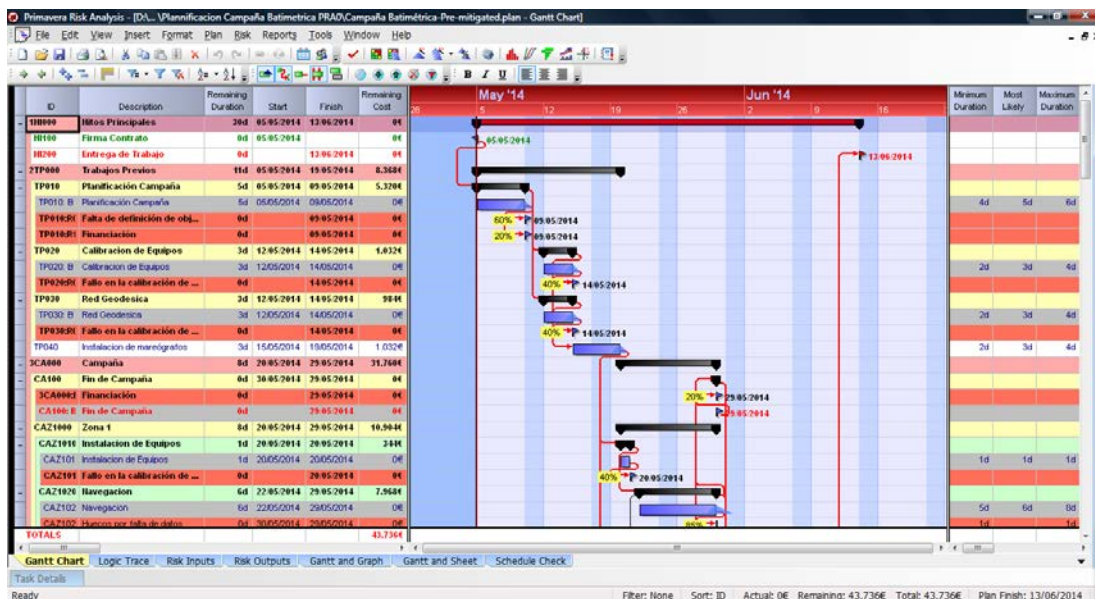 Primavera Risk Analysis - [D:\... \Plannificacion Campaña Batimetrica PRAO\Campaña Batimétrica-Pre-mitigated.plan - Gantt Chart]
File Edit View Insert Format Plan Risk Reports Tools Window Help
ID Description Remaining Duration Start Finish Remaining Cost May '14 Jun '14 Minimum Duration Most Likely Maximum Duration
28 5 12 19 26 2 9 16
1HI000 Hitos Principales 30d 05/05/2014 13/06/2014 0€
HI100 Firma Contrato 0d 05/05/2014 0€ 05/05/2014
HI200 Entrega de Trabajo 0d 13/06/2014 0€ 13/06/2014
2TP000 Trabajos Previos 11d 05/05/2014 19/05/2014 8.368€
TP010 Planificación Campaña 5d 05/05/2014 09/05/2014 5.320€
TP010: B Planificación Campaña 5d 05/05/2014 09/05/2014 0€ 4d 5d 6d
Falta de definición de obj... 0d 09/05/2014 0€ 60% 09/05/2014
Financiación 0d 09/05/2014 0€ 20% 09/05/2014
TP020 Calibracion de Equipos 3d 12/05/2014 14/05/2014 1.032€
TP020: B Calibracion de Equipos 3d 12/05/2014 14/05/2014 0€ 2d 3d 4d
Fallo en la calibración de ... 0d 14/05/2014 0€ 40% 14/05/2014
TP030 Red Geodesica 3d 12/05/2014 14/05/2014 984€
TP030: B Red Geodesica 3d 12/05/2014 14/05/2014 0€ 2d 3d 4d
Fallo en la calibración de ... 0d 14/05/2014 0€ 40% 14/05/2014
TP040 Instalacion de mareógrafos 3d 15/05/2014 19/05/2014 1.032€ 2d 3d 4d
3CA000 Campaña 8d 20/05/2014 29/05/2014 31.760€
CA100 Fin de Campaña 0d 30/05/2014 29/05/2014 0€
Financiación 0d 29/05/2014 0€ 20% 29/05/2014
CA100: B Fin de Campaña 0d 29/05/2014 0€ 29/05/2014
CAZ1000 Zona 1 8d 20/05/2014 29/05/2014 10.904€
CAZ1010 Instalacion de Equipos 1d 20/05/2014 20/05/2014 344€
CAZ101 Instalacion de Equipos 1d 20/05/2014 20/05/2014 0€ 1d 1d 1d
CAZ101 Fallo en la calibración de ... 0d 20/05/2014 0€ 40% 20/05/2014
CAZ1020 Navegacion 6d 22/05/2014 29/05/2014 7.968€
CAZ102 Navegacion 6d 22/05/2014 29/05/2014 0€ 5d 6d 8d
CAZ102 Huecos por falta de datos 0d 30/05/2014 29/05/2014 0€ 1d 1d
TOTALS 43.736€
Gantt Chart Logic Trace Risk Inputs Risk Outputs Gantt and Graph Gantt and Sheet Schedule Check
Task Details
Ready Filter: None Sort: ID Actual: 0€ Remaining: 43.736€ Total: 43.736€ Plan Finish: 13/06/2014